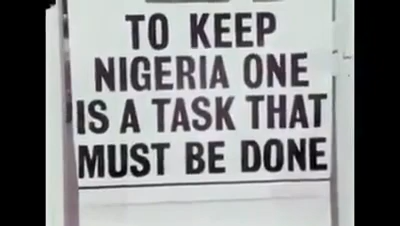 TO KEEP
NIGERIA ONE
IS A TASK THAT
MUST BE DONE